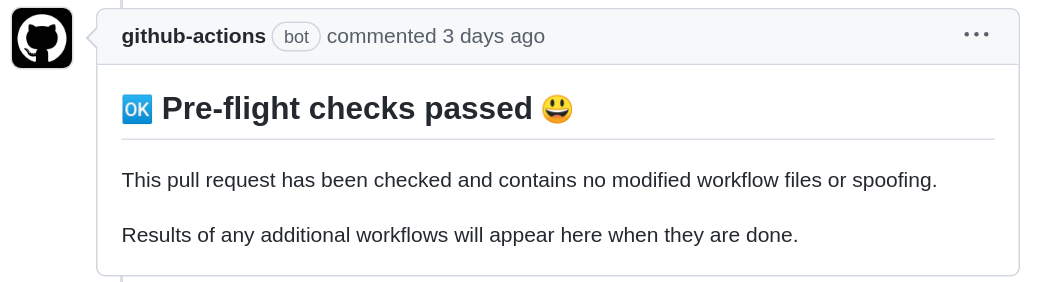 github-actions bot commented 3 days ago
🆗 Pre-flight checks passed 😃
This pull request has been checked and contains no modified workflow files or spoofing.
Results of any additional workflows will appear here when they are done.